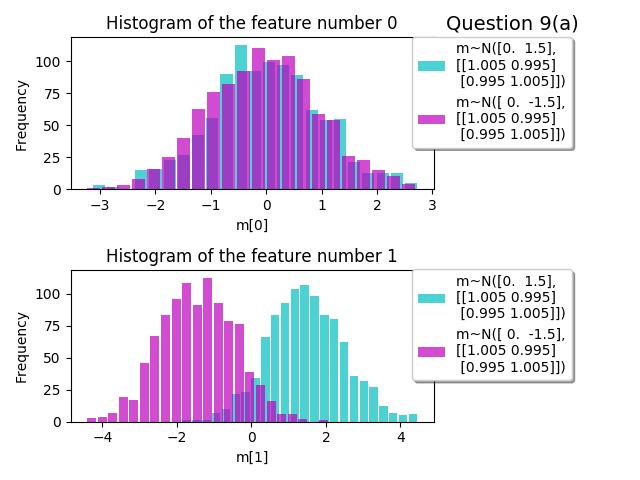 Question 9(a)
Histogram of the feature number 0
Frequency
100
75
50
25
0
−3 −2 −1 0 1 2 3
m[0]
m~N([0.  1.5],
[[1.005 0.995]
 [0.995 1.005]])
m~N([ 0.  -1.5],
[[1.005 0.995]
 [0.995 1.005]])
Histogram of the feature number 1
Frequency
100
75
50
25
0
−4 −2 0 2 4
m[1]
m~N([0.  1.5],
[[1.005 0.995]
 [0.995 1.005]])
m~N([ 0.  -1.5],
[[1.005 0.995]
 [0.995 1.005]])